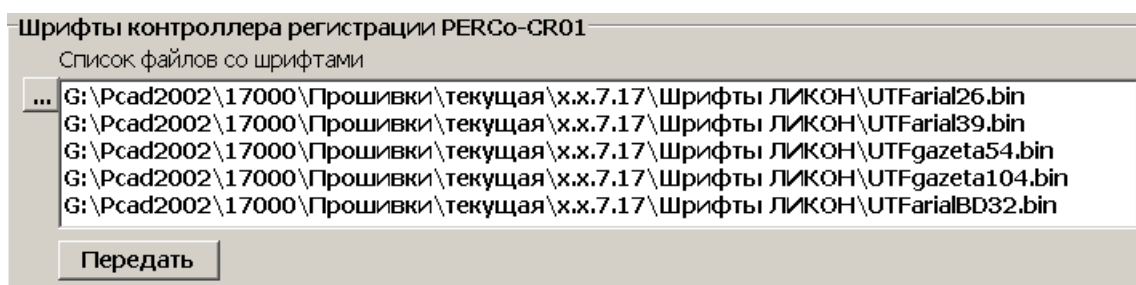 Шрифты контроллера регистрации PERCo-CR01
Список файлов со шрифтами
...
G:\Pcad2002\17000\Прошивки\текущая\x.x.7.17\Шрифты ЛИКОН\UTFarial26.bin
G:\Pcad2002\17000\Прошивки\текущая\x.x.7.17\Шрифты ЛИКОН\UTFarial39.bin
G:\Pcad2002\17000\Прошивки\текущая\x.x.7.17\Шрифты ЛИКОН\UTFgazeta54.bin
G:\Pcad2002\17000\Прошивки\текущая\x.x.7.17\Шрифты ЛИКОН\UTFgazeta104.bin
G:\Pcad2002\17000\Прошивки\текущая\x.x.7.17\Шрифты ЛИКОН\UTFarialBD32.bin
Передать